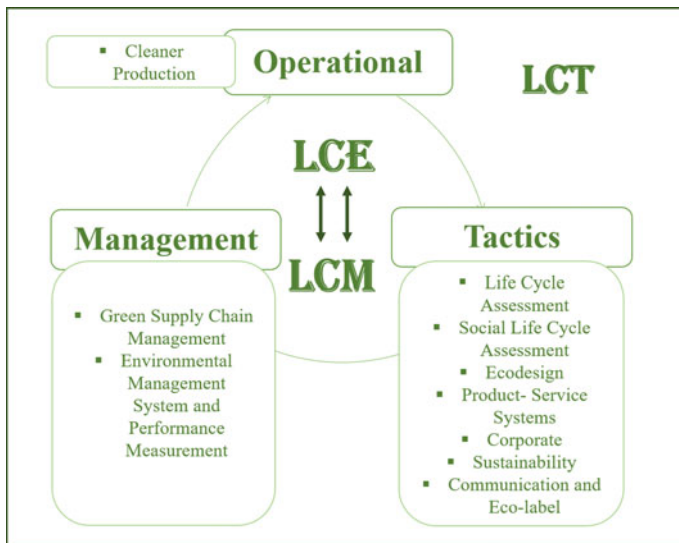 ▪ Cleaner
Production
Operational
LCT
LCE
LCM
Management
▪ Green Supply Chain
Management
▪ Environmental
Management
System and
Performance
Measurement
Tactics
▪ Life Cycle
Assessment
▪ Social Life Cycle
Assessment
▪ Ecodesign
▪ Product- Service
Systems
▪ Corporate
▪ Sustainability
▪ Communication and
Eco-label